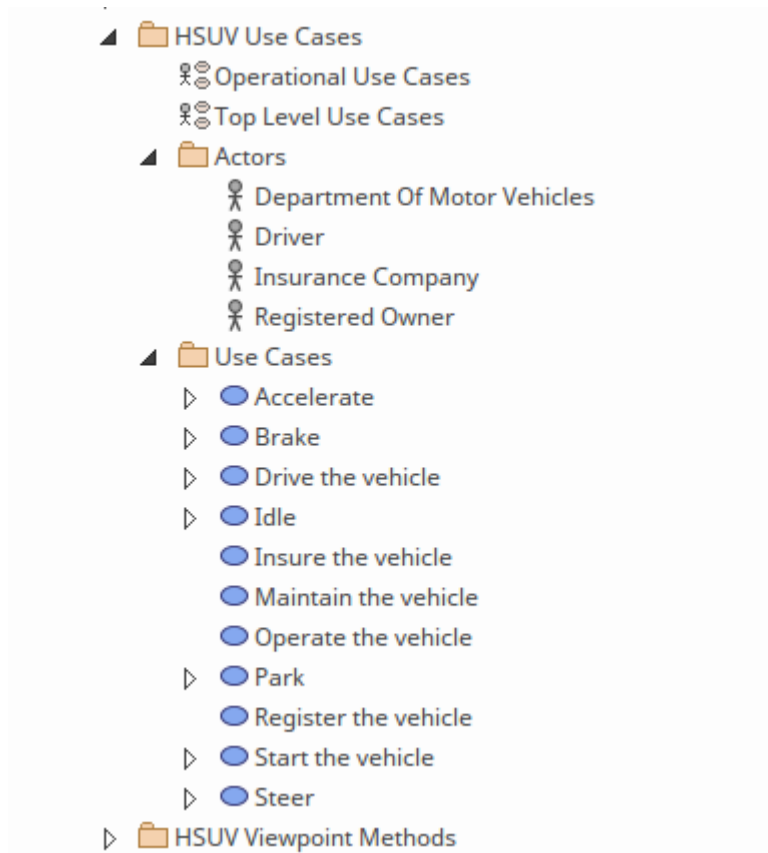 HSUV Use Cases
Operational Use Cases
Top Level Use Cases
Actors
Department Of Motor Vehicles
Driver
Insurance Company
Registered Owner
Use Cases
Accelerate
Brake
Drive the vehicle
Idle
Insure the vehicle
Maintain the vehicle
Operate the vehicle
Park
Register the vehicle
Start the vehicle
Steer
HSUV Viewpoint Methods